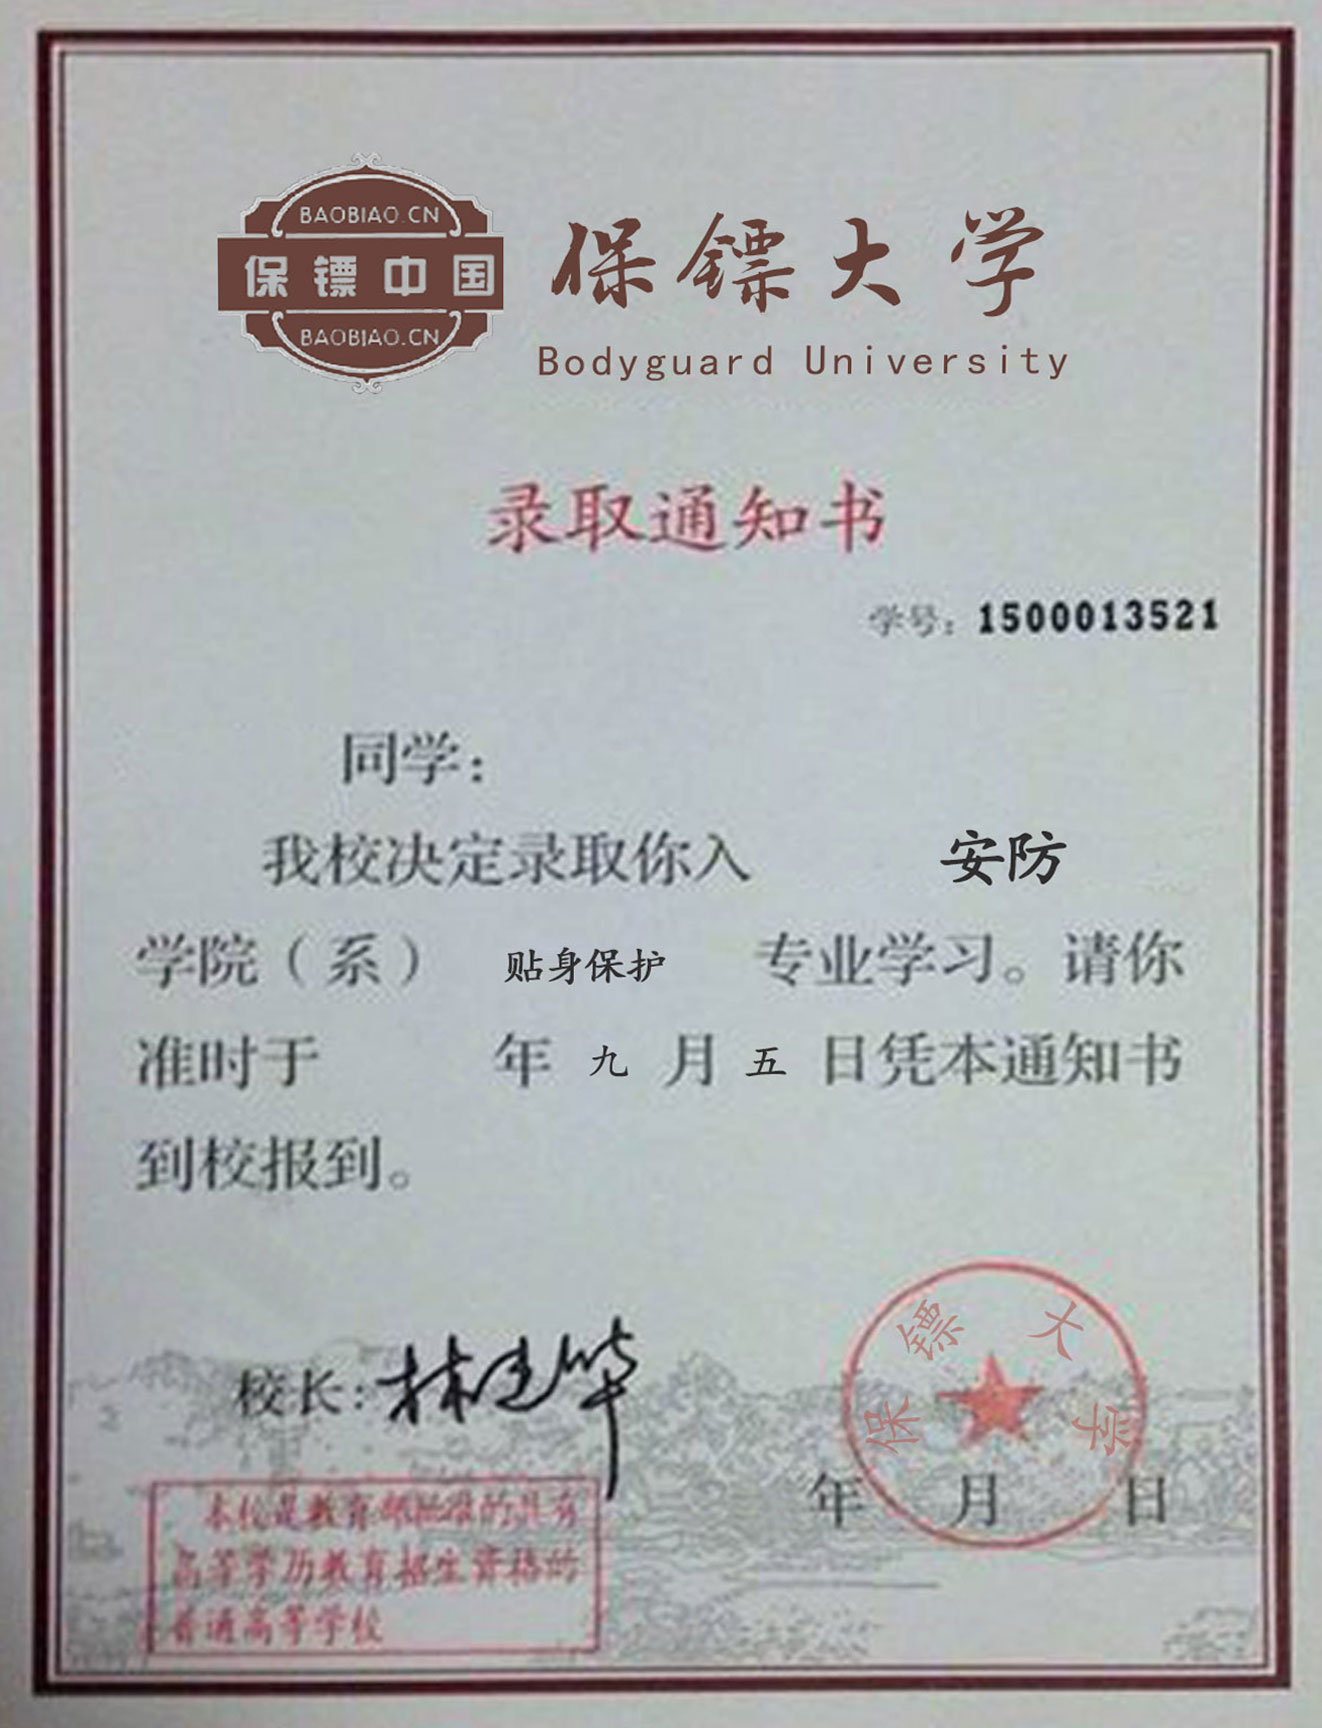 BAOBIAO.CN
保镖中国
BAOBIAO.CN
保镖大学
Bodyguard University
录取通知书
学号：1500013521
同学：
我校决定录取你入 安防
学院（系） 贴身保护 专业学习。请你
准时于 年 九 月 五 日凭本通知书
到校报到。
校长：林建华
保镖大学
年 月 日
本校是教育部批准的具有
高等学历教育招生资格的
普通高等学校